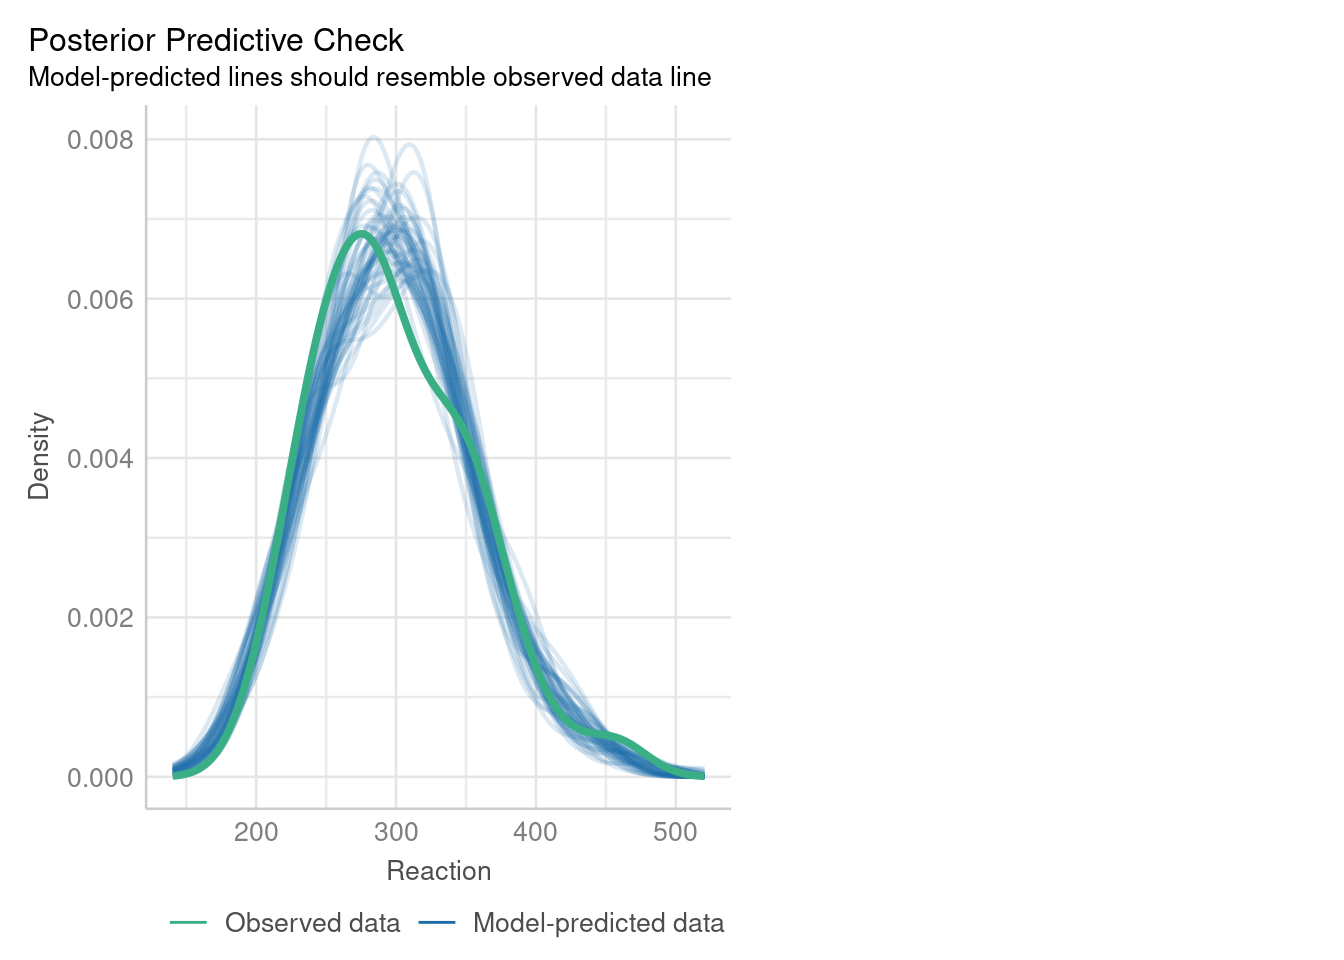 Posterior Predictive Check
Model-predicted lines should resemble observed data line
0.008
0.006
0.004
0.002
0.000
Density
200 300 400 500
Reaction
Observed data Model-predicted data